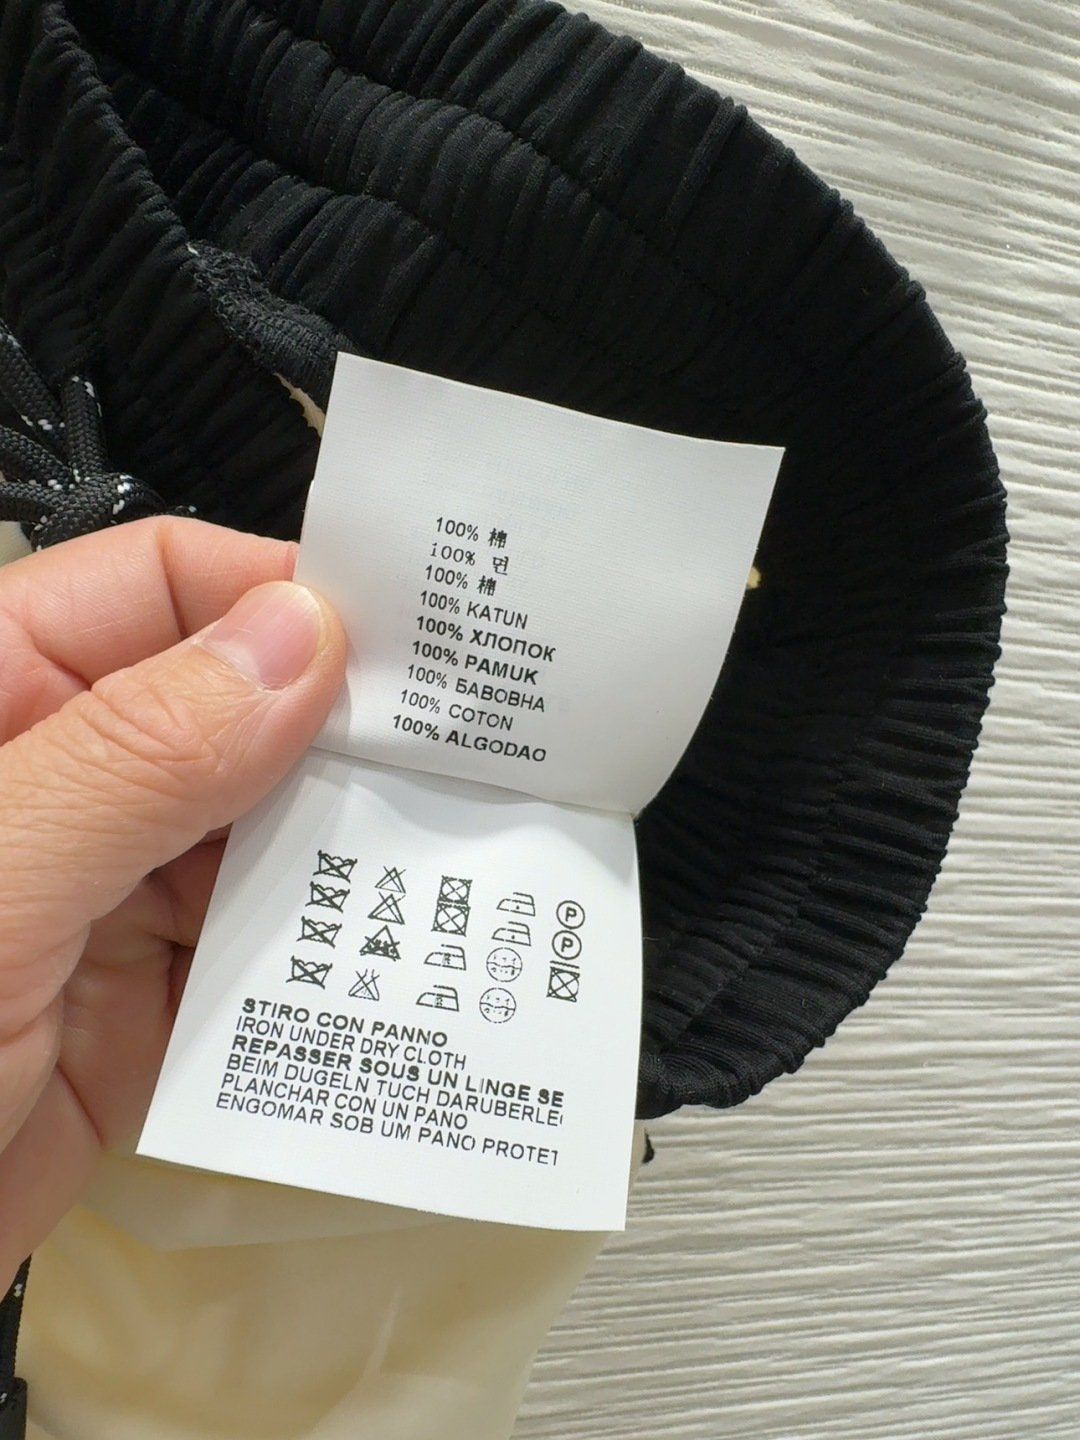 100% 棉
100% 면
100% 棉
100% KATUN
100% ХЛОПОК
100% PAMUK
100% БАВОВНА
100% COTON
100% ALGODAO
P
P
STIRO CON PANNO
IRON UNDER DRY CLOTH
REPASSER SOUS UN LINGE SE
BEIM DUGELN TUCH DARUBERLE
PLANCHAR CON UN PANO
ENGOMAR SOB UM PANO PROTET